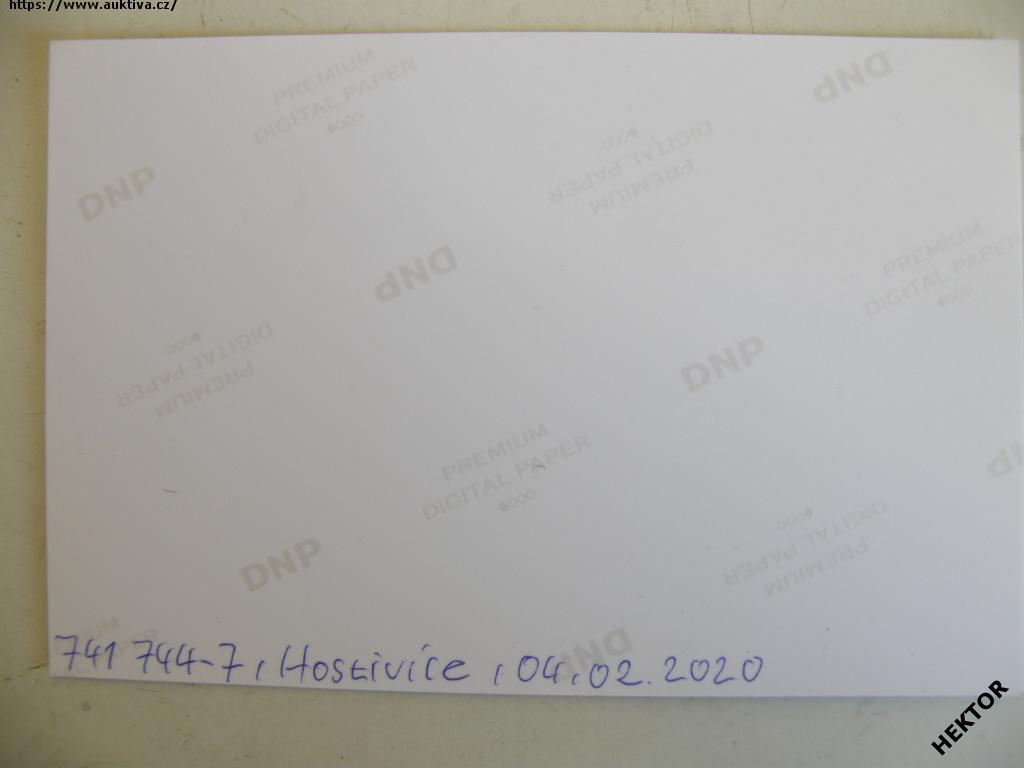 https://www.auktiva.cz/
PREMIUM
DIGITAL PAPER
DNP
DNP
PREMIUM
DIGITAL PAPER
DNP
PREMIUM
DIGITAL PAPER
PREMIUM
DIGITAL PAPER
DNP
PREMIUM
DIGITAL PAPER
DNP
PREMIUM
DIGITAL PAPER
DNP
741 744-7, Hostivice, 04.02.2020
HEKTOR